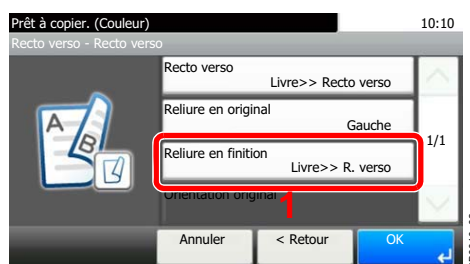 Prêt à copier. (Couleur) 10:10
Recto verso - Recto verso
Recto verso
Livre>> Recto verso
Reliure en original
Gauche
1/1
Reliure en finition
Livre>> R. verso
Orientation original
1
A
B
Annuler < Retour OK